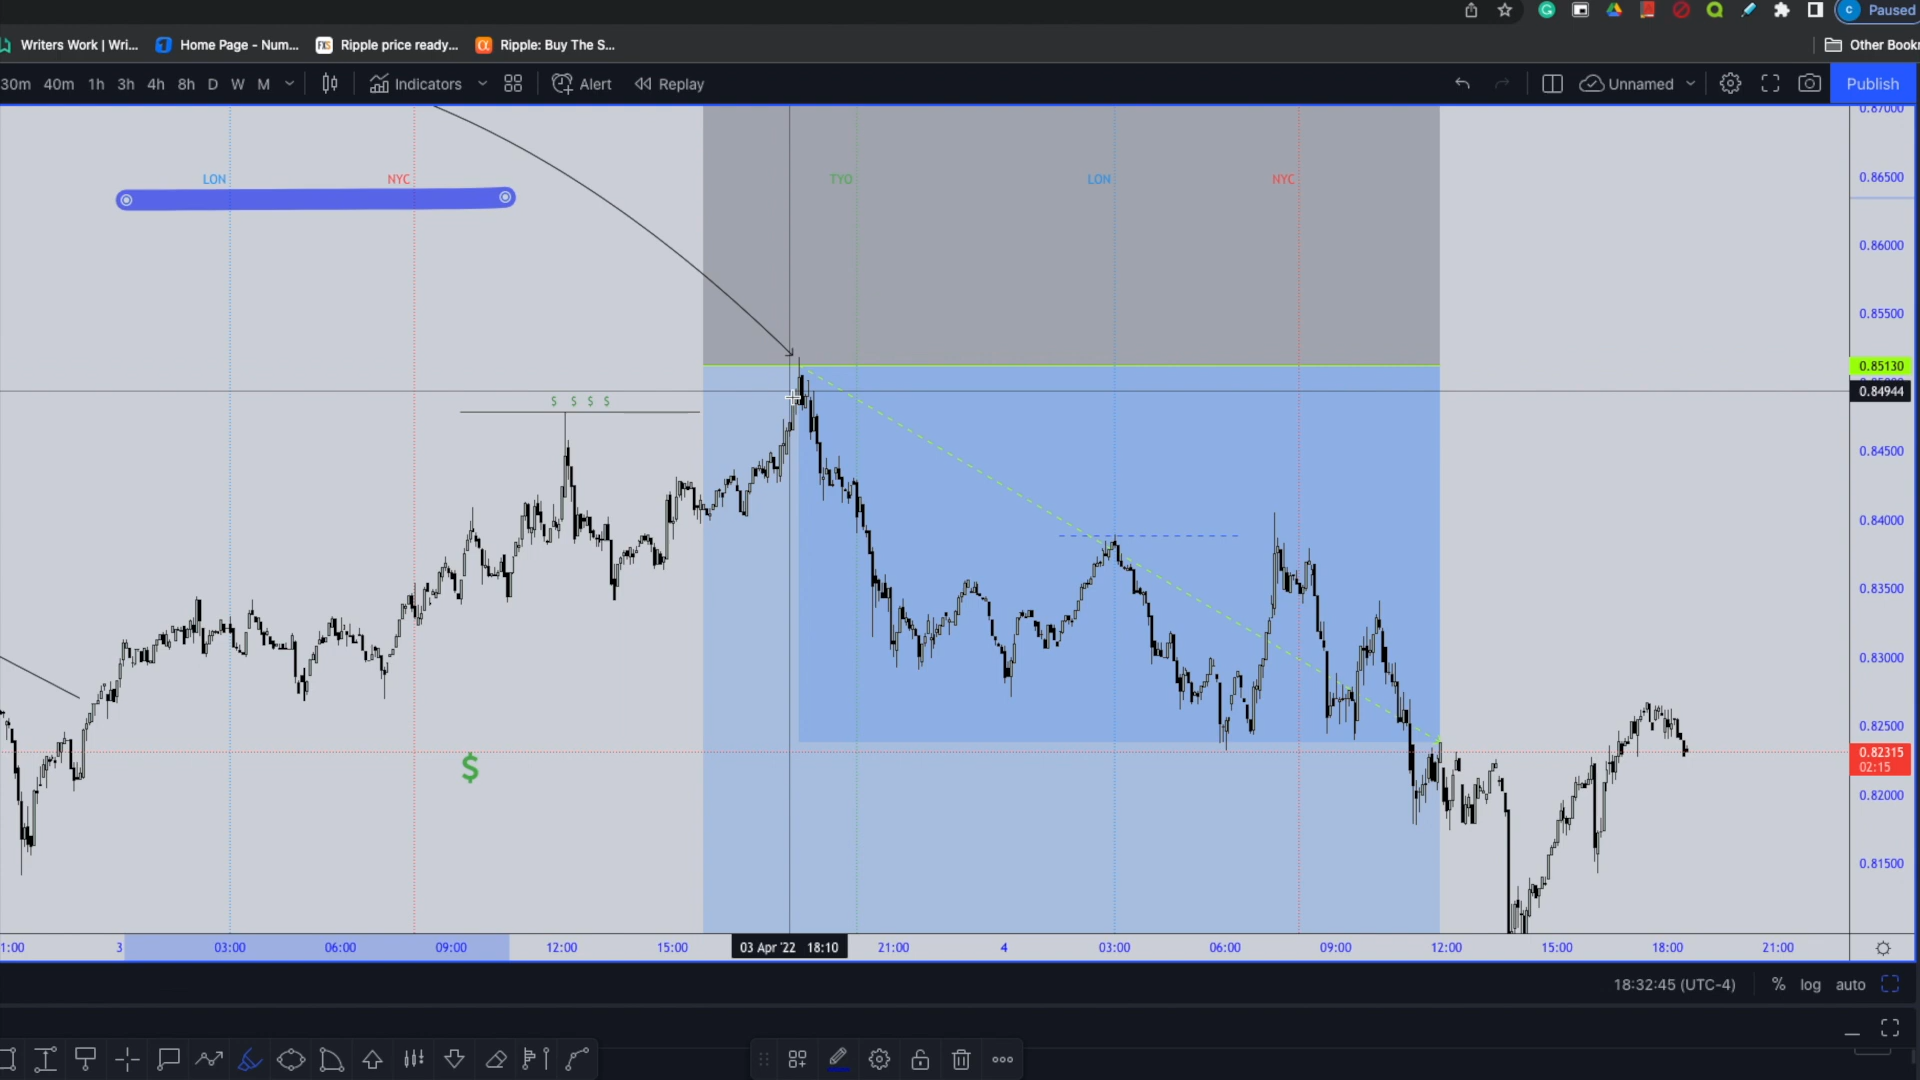 Paused
Writers Work | Wri... Home Page - Num... Ripple price ready... Ripple: Buy The S... Other Book
30m 40m 1h 3h 4h 8h D W M Indicators Alert Replay Unnamed Publish
0.87000
LON NYC TYO LON NYC 0.86500
0.86000
0.85500
0.85130
0.84944
$ $ $ $
0.84500
0.84000
0.83500
0.83000
0.82500
$ 0.82315
02:15
0.82000
0.81500
1:00 3 03:00 06:00 09:00 12:00 15:00 03 Apr '22 18:10 21:00 4 03:00 06:00 09:00 12:00 15:00 18:00 21:00
18:32:45 (UTC-4) % log auto